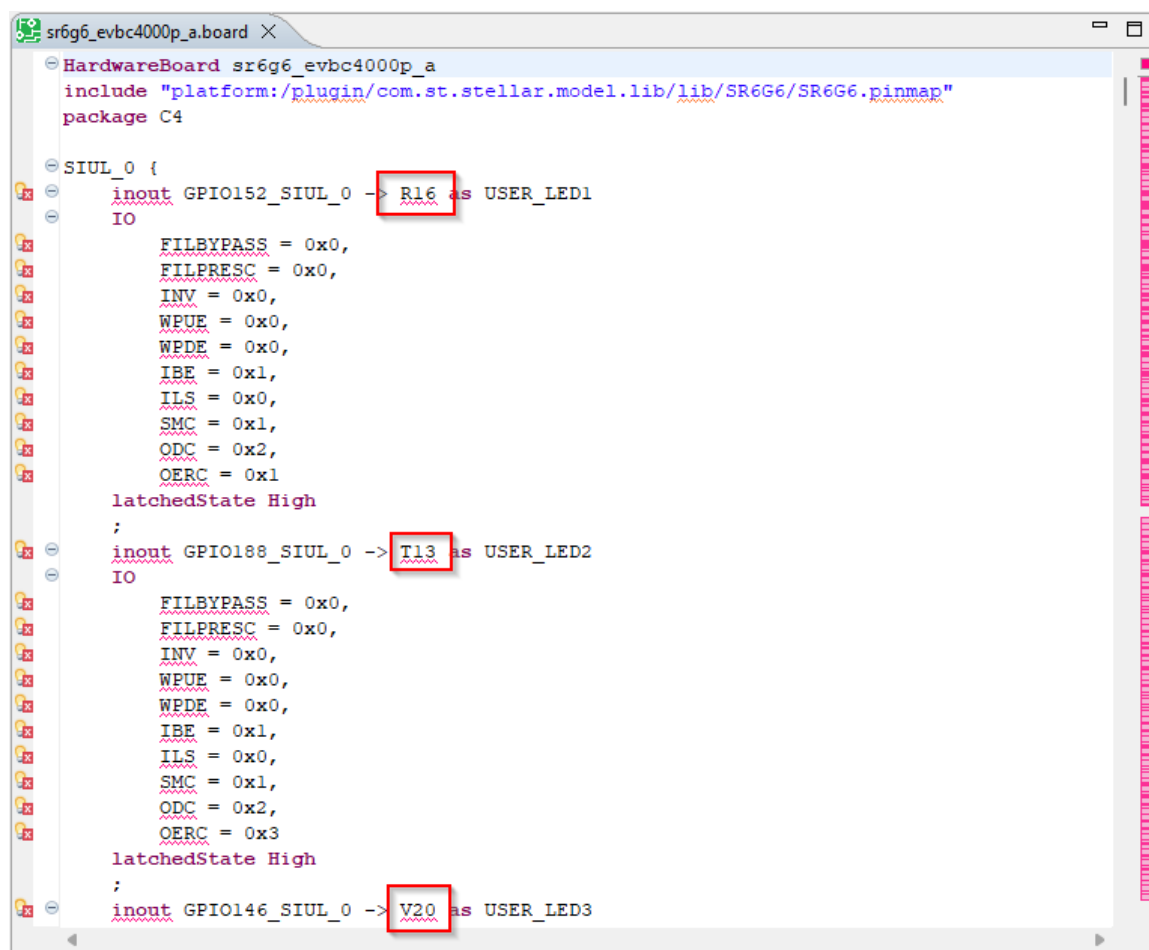 sr6g6_evbc4000p_a.board
HardwareBoard sr6g6_evbc4000p_a
include "platform:/plugin/com.st.stellar.model.lib/lib/SR6G6/SR6G6.pinmap"
package C4
SIUL_0 {
inout GPIO152_SIUL_0 -> R16 as USER_LED1
IO
FILBYPASS = 0x0,
FILPRESC = 0x0,
INV = 0x0,
WPUE = 0x0,
WPDE = 0x0,
IBE = 0x1,
ILS = 0x0,
SMC = 0x1,
ODC = 0x2,
OERC = 0x1
latchedState High
;
inout GPIO188_SIUL_0 -> T13 as USER_LED2
IO
FILBYPASS = 0x0,
FILPRESC = 0x0,
INV = 0x0,
WPUE = 0x0,
WPDE = 0x0,
IBE = 0x1,
ILS = 0x0,
SMC = 0x1,
ODC = 0x2,
OERC = 0x3
latchedState High
;
inout GPIO146_SIUL_0 -> V20 as USER_LED3